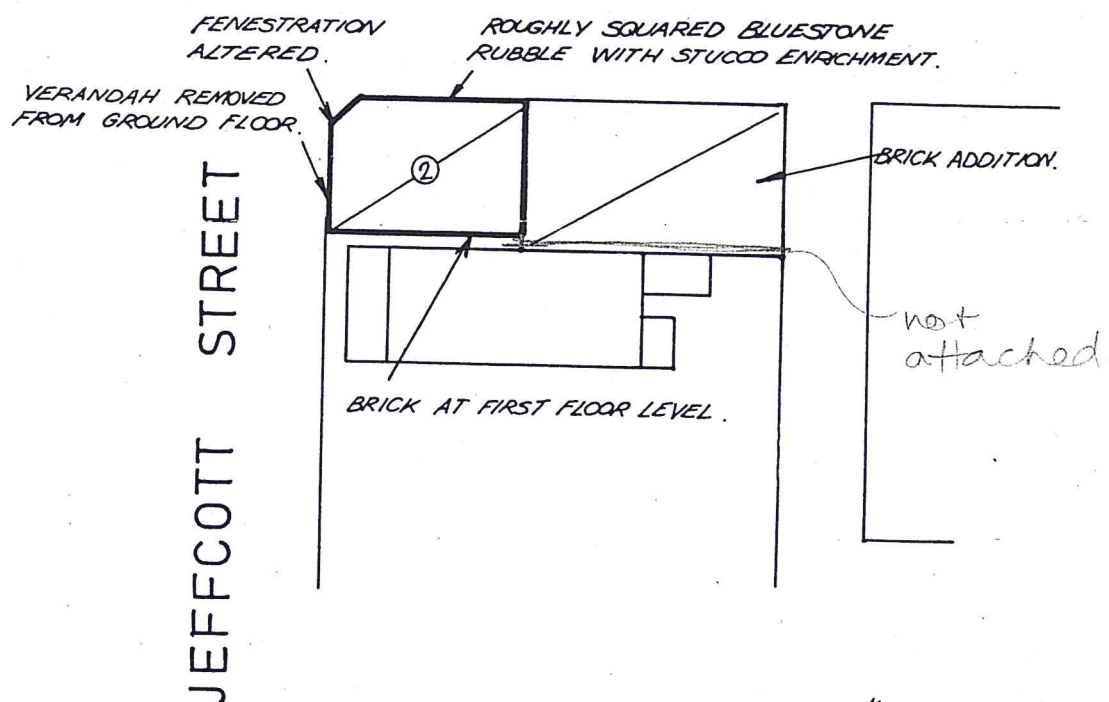 FENESTRATION
ALTERED.
ROUGHLY SQUARED BLUESTONE
RUBBLE WITH STUCCO ENRICHMENT.
VERANDAH REMOVED
FROM GROUND FLOOR.
2
BRICK ADDITION.
not
attached
BRICK AT FIRST FLOOR LEVEL.
JEFFCOTT STREET